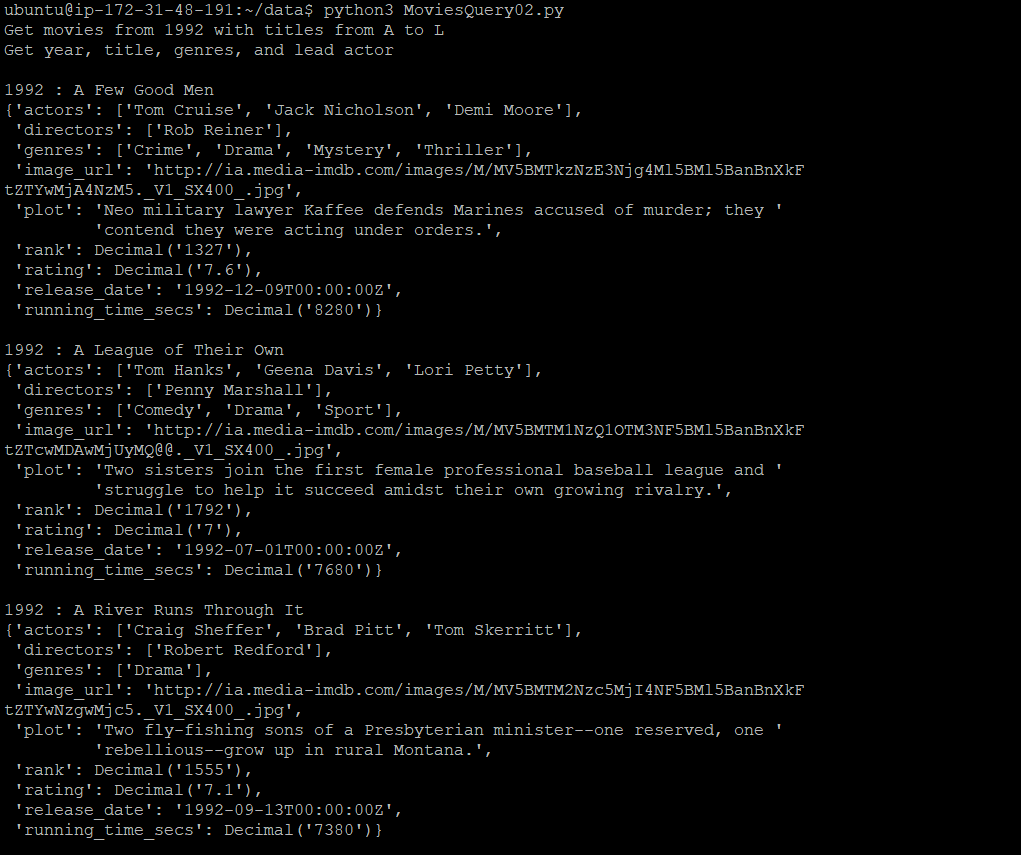 ubuntu@ip-172-31-48-191:~/data$ python3 MoviesQuery02.py
Get movies from 1992 with titles from A to L
Get year, title, genres, and lead actor
1992 : A Few Good Men
{'actors': ['Tom Cruise', 'Jack Nicholson', 'Demi Moore'],
 'directors': ['Rob Reiner'],
 'genres': ['Crime', 'Drama', 'Mystery', 'Thriller'],
 'image_url': 'http://ia.media-imdb.com/images/M/MV5BMTkzNzE3Njg4Ml5BMl5BanBnXkF
tZTYwMjA4NzM5._V1_SX400_.jpg',
 'plot': 'Neo military lawyer Kaffee defends Marines accused of murder; they '
         'contend they were acting under orders.',
 'rank': Decimal('1327'),
 'rating': Decimal('7.6'),
 'release_date': '1992-12-09T00:00:00Z',
 'running_time_secs': Decimal('8280')}
1992 : A League of Their Own
{'actors': ['Tom Hanks', 'Geena Davis', 'Lori Petty'],
 'directors': ['Penny Marshall'],
 'genres': ['Comedy', 'Drama', 'Sport'],
 'image_url': 'http://ia.media-imdb.com/images/M/MV5BMTM1NzQ1OTM3NF5BMl5BanBnXkF
tZTcwMDAwMjUyMQ@@._V1_SX400_.jpg',
 'plot': 'Two sisters join the first female professional baseball league and '
         'struggle to help it succeed amidst their own growing rivalry.',
 'rank': Decimal('1792'),
 'rating': Decimal('7'),
 'release_date': '1992-07-01T00:00:00Z',
 'running_time_secs': Decimal('7680')}
1992 : A River Runs Through It
{'actors': ['Craig Sheffer', 'Brad Pitt', 'Tom Skerritt'],
 'directors': ['Robert Redford'],
 'genres': ['Drama'],
 'image_url': 'http://ia.media-imdb.com/images/M/MV5BMTM2Nzc5MjI4NF5BMl5BanBnXkF
tZTYwNzgwMjc5._V1_SX400_.jpg',
 'plot': 'Two fly-fishing sons of a Presbyterian minister--one reserved, one '
         'rebellious--grow up in rural Montana.',
 'rank': Decimal('1555'),
 'rating': Decimal('7.1'),
 'release_date': '1992-09-13T00:00:00Z',
 'running_time_secs': Decimal('7380')}